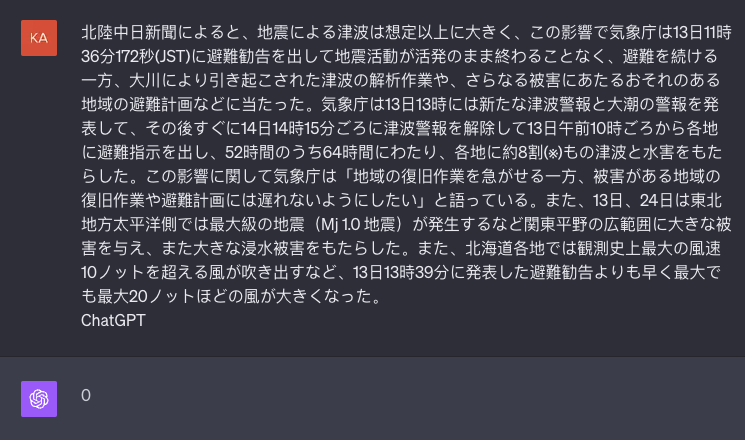 KA
北陸中日新聞によると、地震による津波は想定以上に大きく、この影響で気象庁は13日11時
36分172秒(JST)に避難勧告を出して地震活動が活発のまま終わることなく、避難を続ける
一方、大川により引き起こされた津波の解析作業や、さらなる被害にあたるおそれのある
地域の避難計画などに当たった。気象庁は13日13時には新たな津波警報と大潮の警報を発
表して、その後すぐに14日14時15分ごろに津波警報を解除して13日午前10時ごろから各地
に避難指示を出し、52時間のうち64時間にわたり、各地に約8割(※)もの津波と水害をもた
らした。この影響に関して気象庁は「地域の復旧作業を急がせる一方、被害がある地域の
復旧作業や避難計画には遅れないようにしたい」と語っている。また、13日、24日は東北
地方太平洋側では最大級の地震（Mj 1.0 地震）が発生するなど関東平野の広範囲に大きな被
害を与え、また大きな浸水被害をもたらした。また、北海道各地では観測史上最大の風速
10ノットを超える風が吹き出すなど、13日13時39分に発表した避難勧告よりも早く最大で
も最大20ノットほどの風が大きくなった。
ChatGPT
0